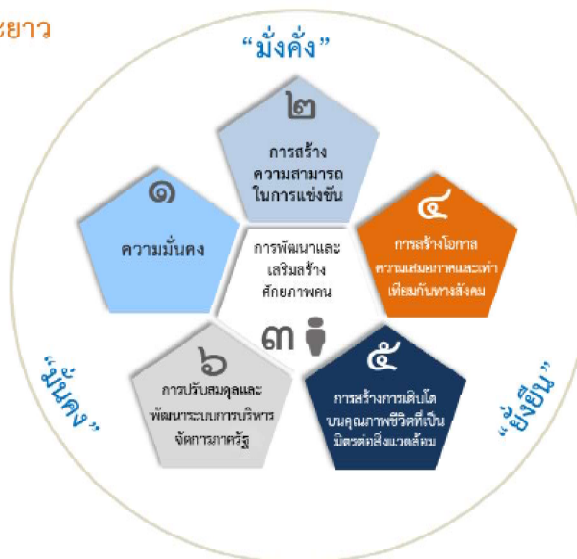 ะยาว
“มั่งคั่ง”
๒
การสร้าง
ความสามารถ
ในการแข่งขัน
๑
ความมั่นคง
๔
การสร้างโอกาส
ความเสมอภาคและเท่า
เทียมกันทางสังคม
การพัฒนาและ
เสริมสร้าง
ศักยภาพคน
๓
๖
การปรับสมดุลและ
พัฒนาระบบการบริหาร
จัดการภาครัฐ
๕
การสร้างการเติบโต
บนคุณภาพชีวิตที่เป็น
มิตรต่อสิ่งแวดล้อม
“มั่นคง”
“ยั่งยืน”